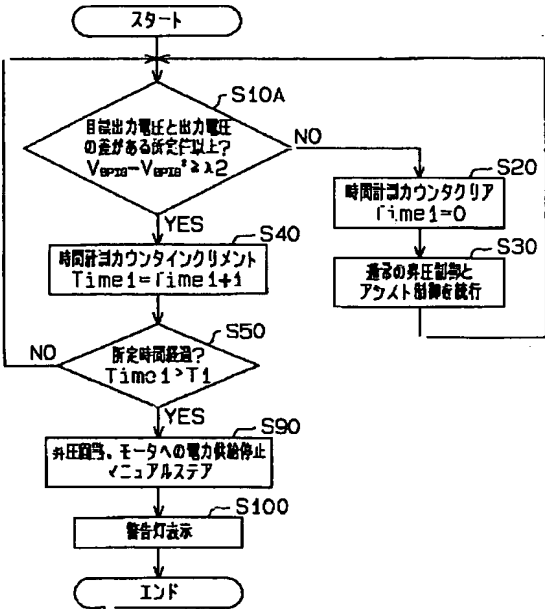 スタート
S10A
目標出力電圧と出力電圧
の差がある所定値以上?
VBPIG-VBPIG*≧λ2
NO
YES
S20
時間計測カウンタクリア
Time1=0
S30
通常の昇圧制御と
アシスト制御を続行
S40
時間計測カウンタインクリメント
Time1=Time1+1
S50
所定時間経過?
Time1>T1
NO
YES
S90
昇圧回路、モータへの電力供給停止
マニュアルステア
S100
警告灯表示
エンド